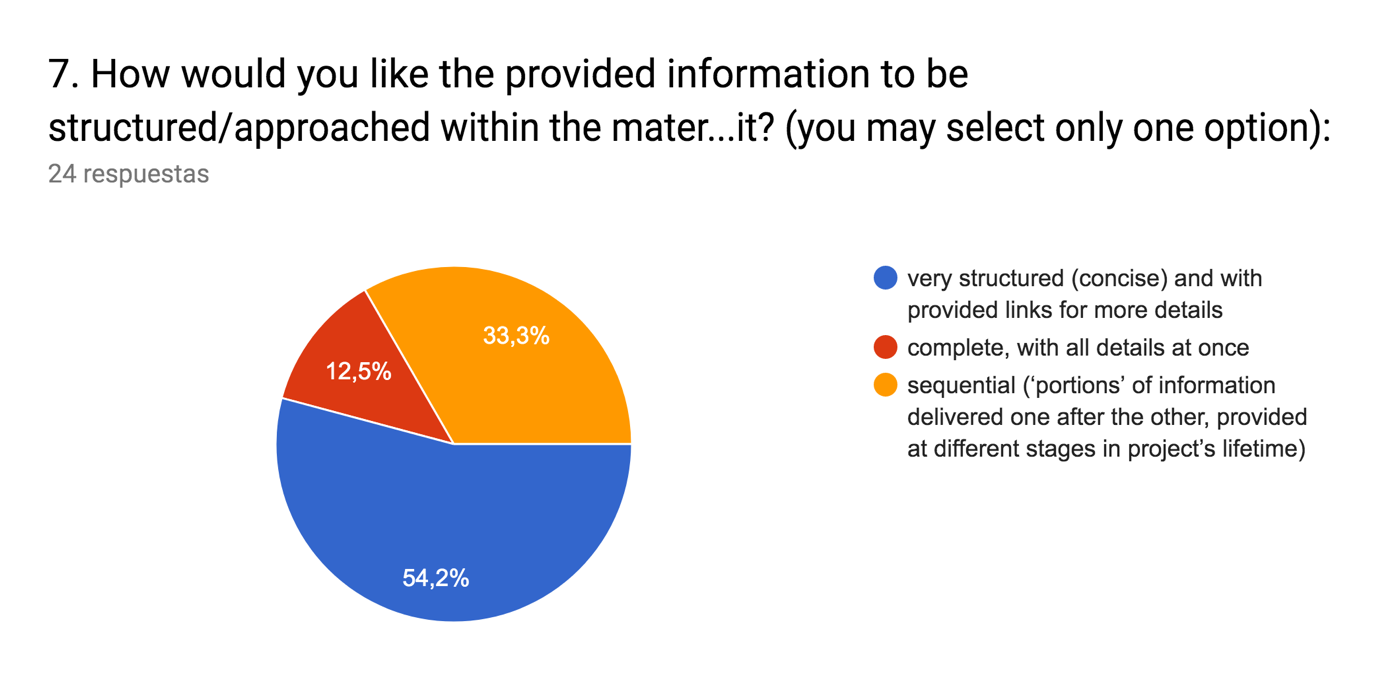 7. How would you like the provided information to be
structured/approached within the mater...it? (you may select only one option):
24 respuestas
33,3%
12,5%
54,2%
very structured (concise) and with
provided links for more details
complete, with all details at once
sequential (‘portions’ of information
delivered one after the other, provided
at different stages in project’s lifetime)